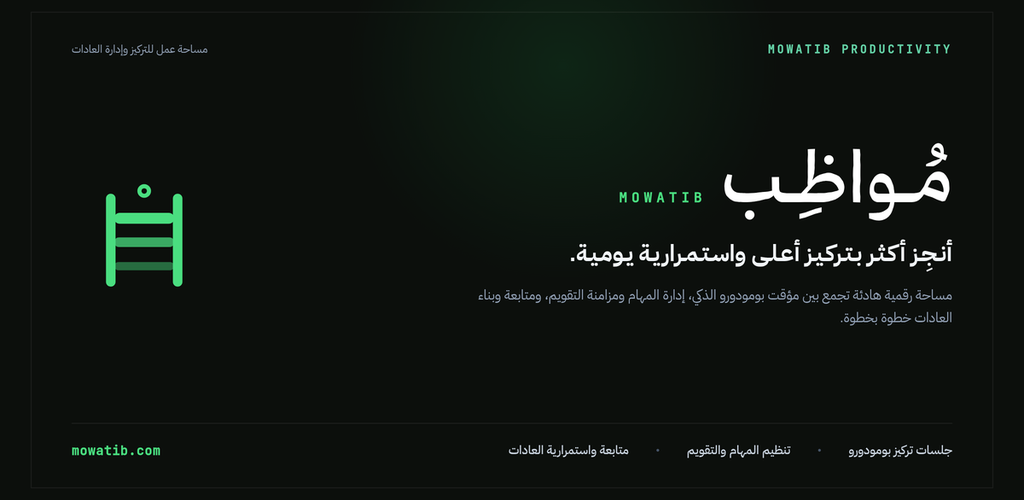 MOWATIB PRODUCTIVITY
مساحة عمل للتركيز وإدارة العادات
مُواظِب MOWATIB
أنجِز أكثر بتركيز أعلى واستمرارية يومية.
مساحة رقمية هادئة تجمع بين مؤقت بومودورو الذكي، إدارة المهام ومزامنة التقويم، ومتابعة وبناء
العادات خطوة بخطوة.
جلسات تركيز بومودورو • تنظيم المهام والتقويم • متابعة واستمرارية العادات
mowatib.com